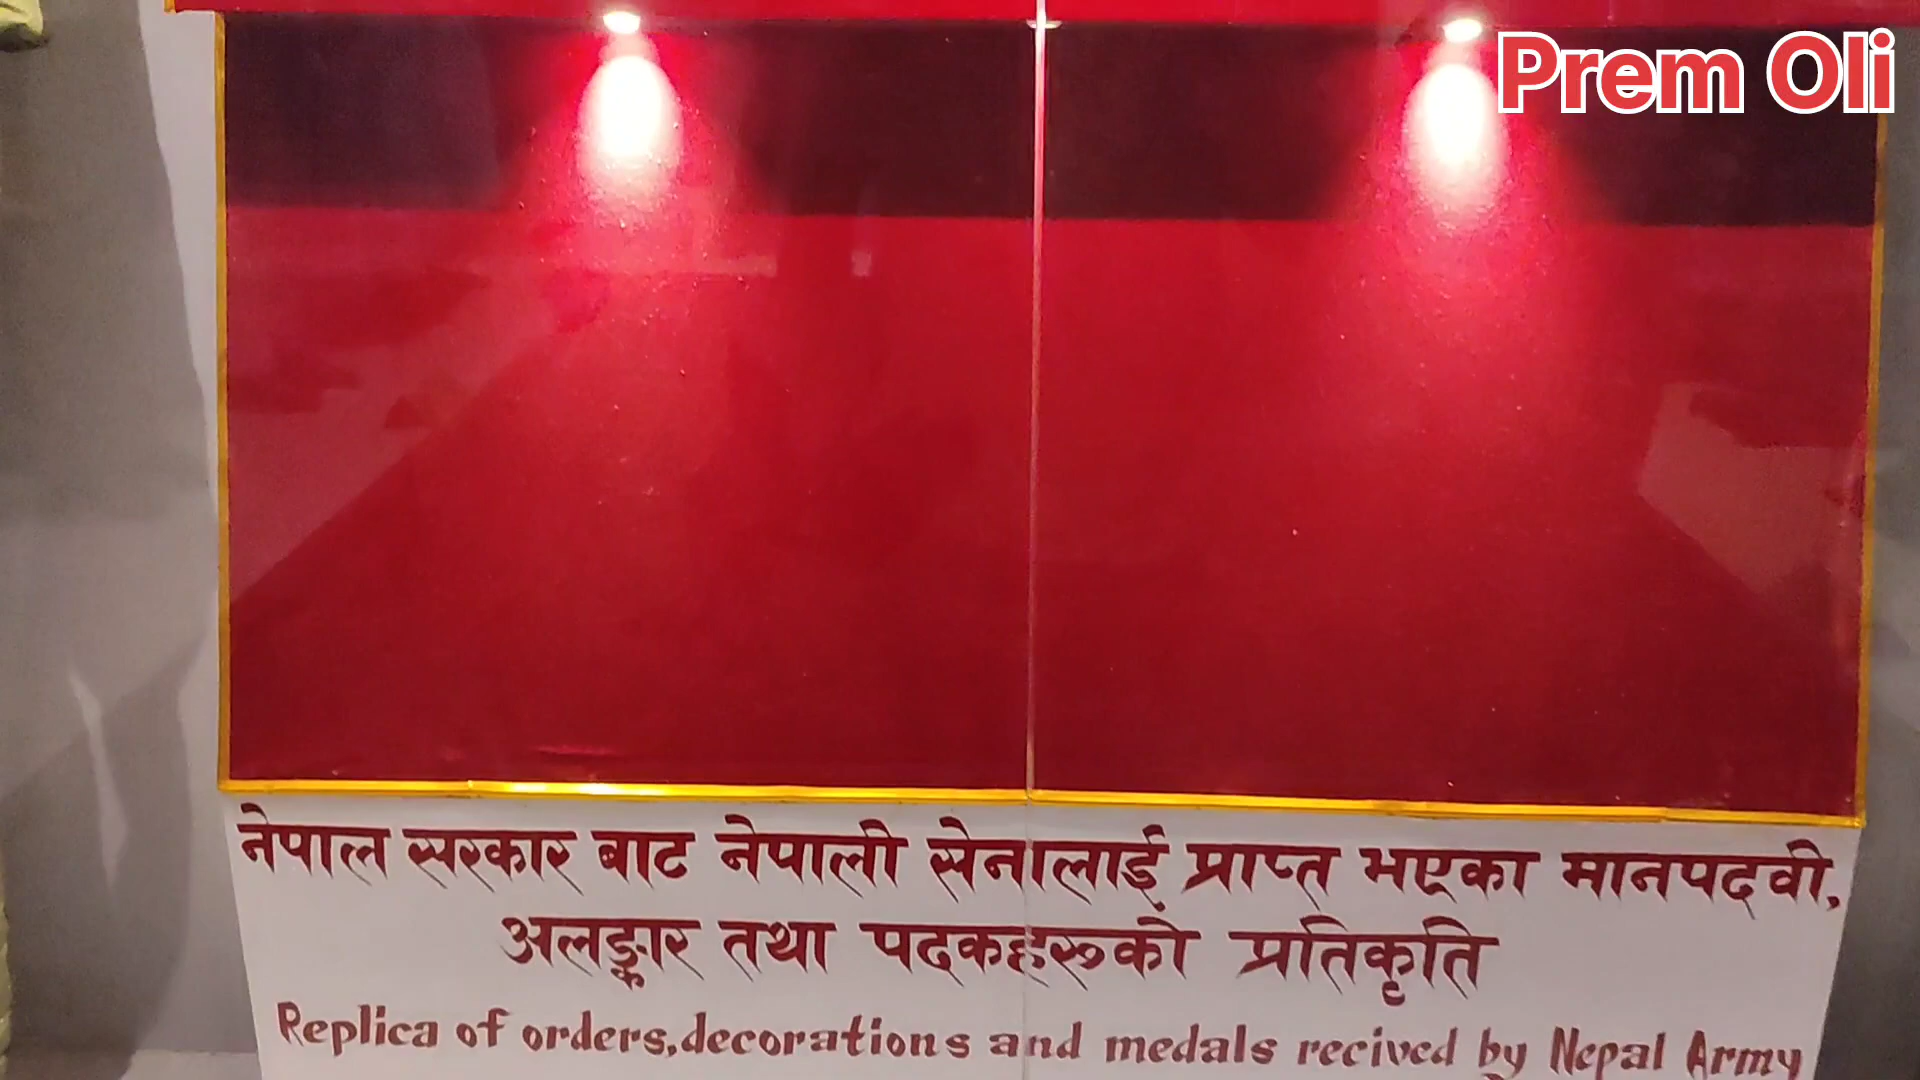 Prem Oli
नेपाल सरकार बाट नेपाली सेनालाई प्राप्त भएका मानपदवी,
अलङ्कार तथा पदकहरूको प्रतिकृति
Replica of orders,decorations and medals recived by Nepal Army